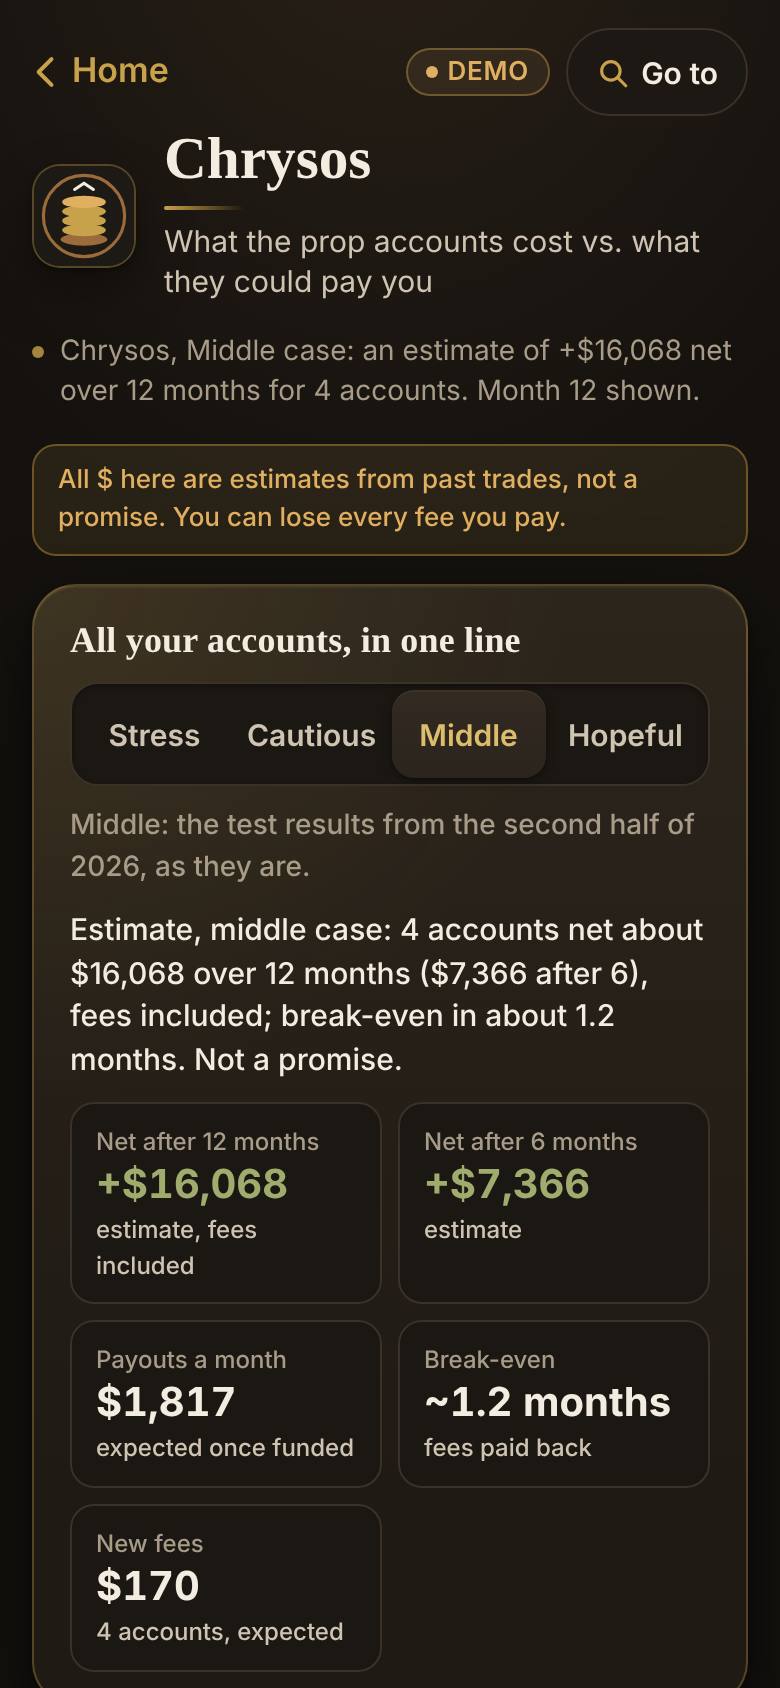 Home
DEMO
Go to
Chrysos
What the prop accounts cost vs. what
they could pay you
Chrysos, Middle case: an estimate of +$16,068 net
over 12 months for 4 accounts. Month 12 shown.
All $ here are estimates from past trades, not a
promise. You can lose every fee you pay.
All your accounts, in one line
Stress
Cautious
Middle
Hopeful
Middle: the test results from the second half of
2026, as they are.
Estimate, middle case: 4 accounts net about
$16,068 over 12 months ($7,366 after 6),
fees included; break-even in about 1.2
months. Not a promise.
Net after 12 months
+$16,068
estimate, fees
included
Net after 6 months
+$7,366
estimate
Payouts a month
$1,817
expected once funded
Break-even
~1.2 months
fees paid back
New fees
$170
4 accounts, expected